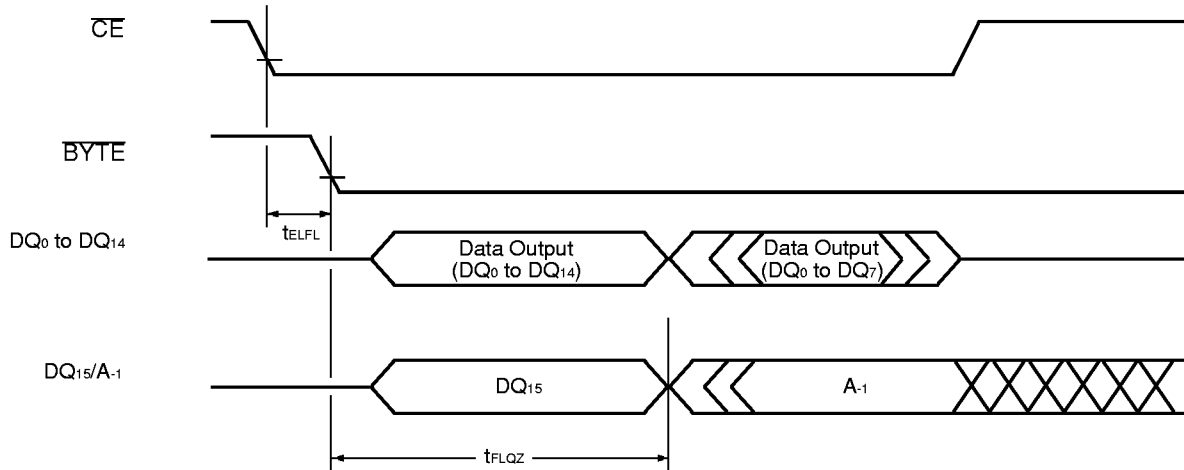 CE
BYTE
tELFL
DQ0 to DQ14
Data Output
(DQ0 to DQ14)
Data Output
(DQ0 to DQ7)
DQ15/A-1
DQ15
A-1
tFLQZ